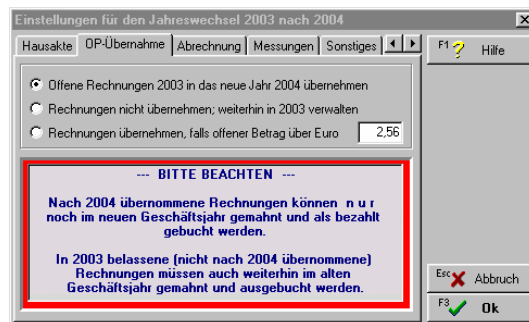 Einstellungen für den Jahreswechsel 2003 nach 2004
Hausakte OP-Übernahme Abrechnung Messungen Sonstiges
F1 Hilfe
Offene Rechnungen 2003 in das neue Jahr 2004 übernehmen
Rechnungen nicht übernehmen; weiterhin in 2003 verwalten
Rechnungen übernehmen, falls offener Betrag über Euro 2,56
--- BITTE BEACHTEN ---
Nach 2004 übernommene Rechnungen können n u r
noch im neuen Geschäftsjahr gemahnt und als bezahlt
gebucht werden.
In 2003 belassene (nicht nach 2004 übernommene)
Rechnungen müssen auch weiterhin im alten
Geschäftsjahr gemahnt und ausgebucht werden.
Esc Abbruch
F3 Ok